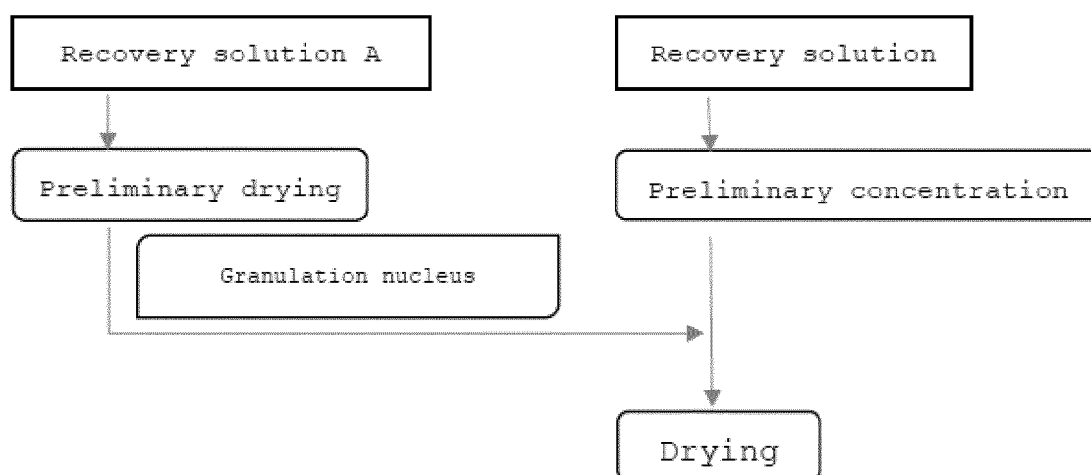 Recovery solution A
Recovery solution
Preliminary drying
Preliminary concentration
Granulation nucleus
Drying